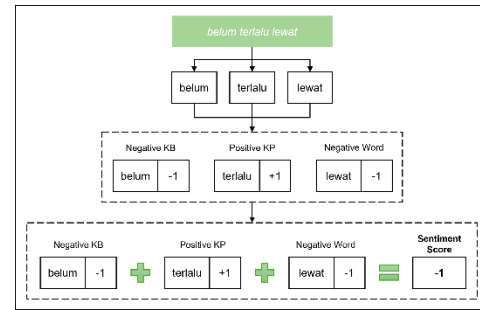 belum terlalu lewat
belum terlalu lewat
Negative KB Positive KP Negative Word
belum -1 terlalu +1 lewat -1
Negative KB Positive KP Negative Word Sentiment Score
belum -1 + terlalu +1 + lewat -1 = -1